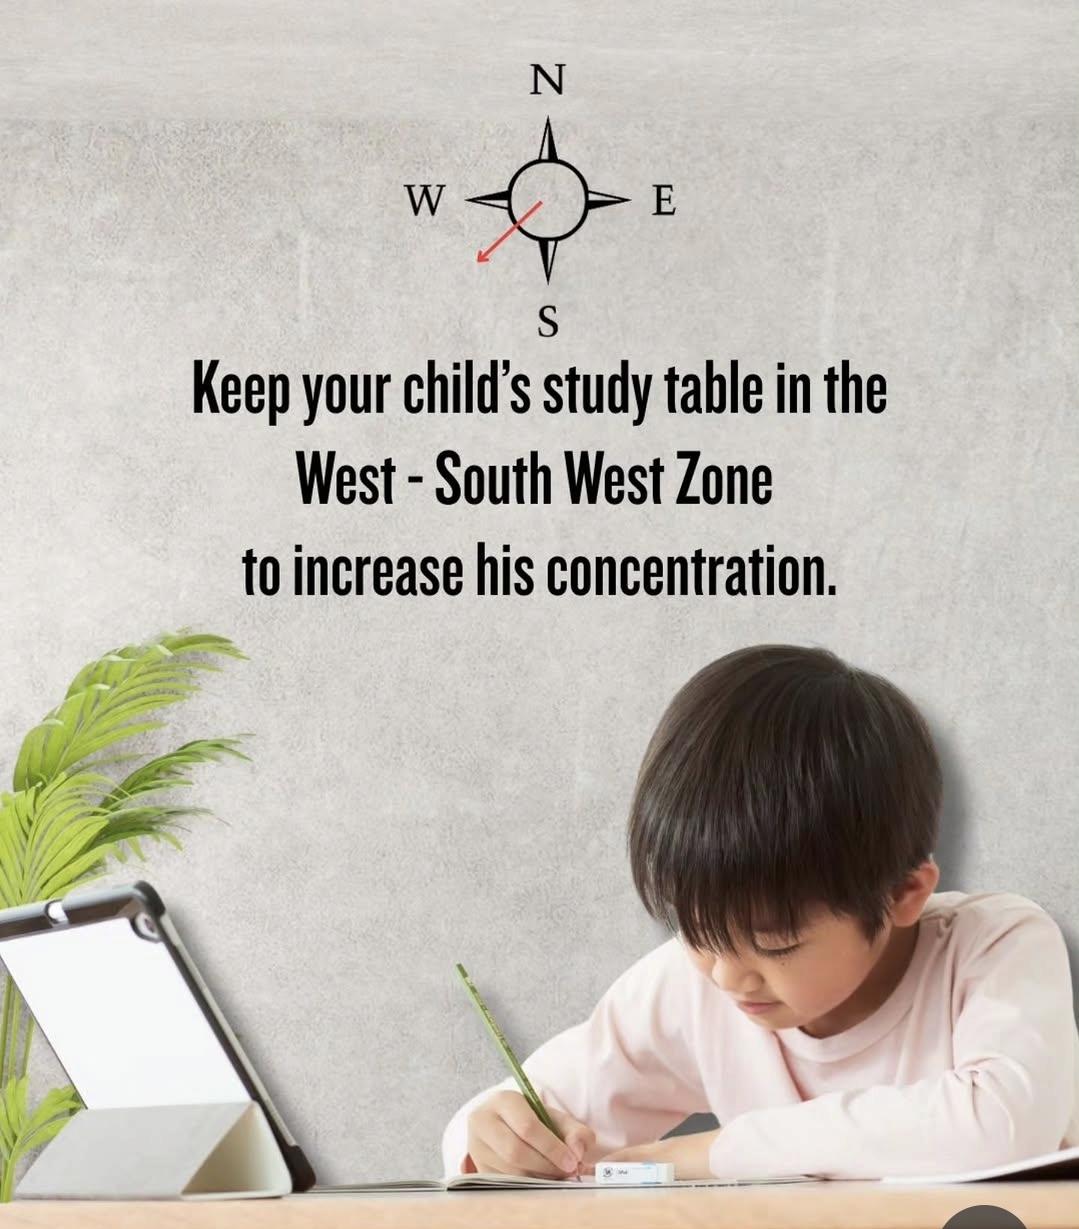 N
W E
S
Keep your child’s study table in the
West - South West Zone
to increase his concentration.